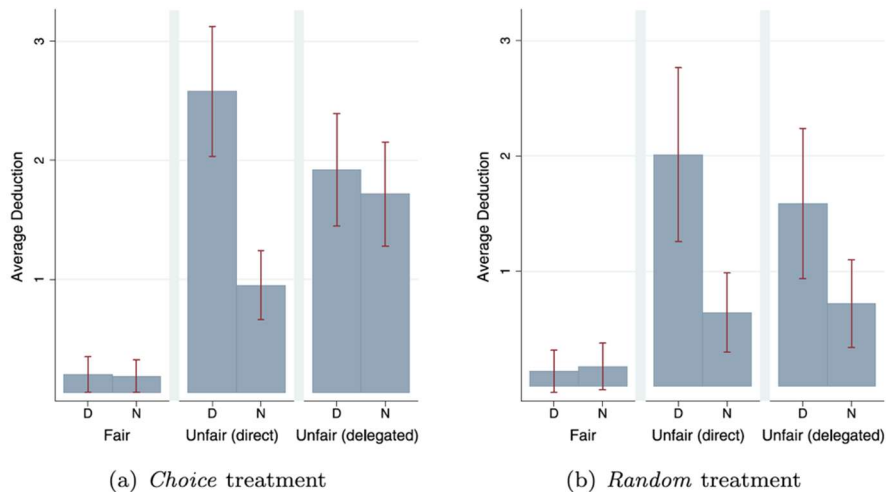 3
2
1
Average Deduction
D N D N D N
Fair Unfair (direct) Unfair (delegated)
(a) Choice treatment
3
2
1
Average Deduction
D N D N D N
Fair Unfair (direct) Unfair (delegated)
(b) Random treatment